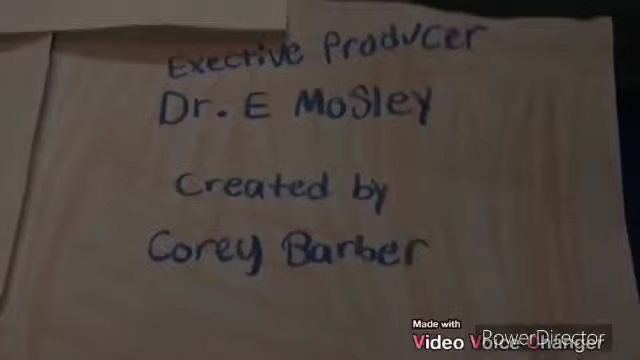 Exective Producer
Dr. E Mosley
Created by
Corey Barber
Made with
Video Voice Changer
PowerDirector